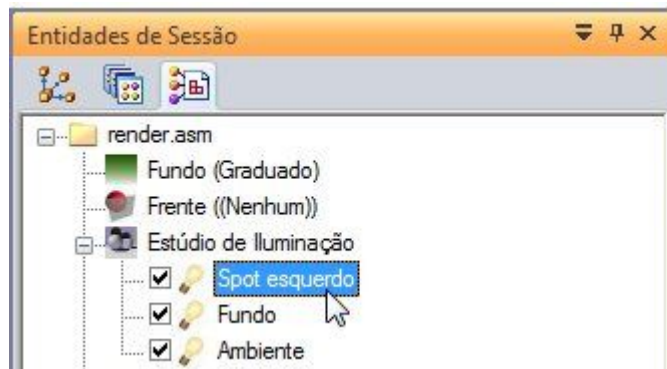 Entidades de Sessão
render.asm
Fundo (Graduado)
Frente ((Nenhum))
Estúdio de Iluminação
Spot esquerdo
Fundo
Ambiente